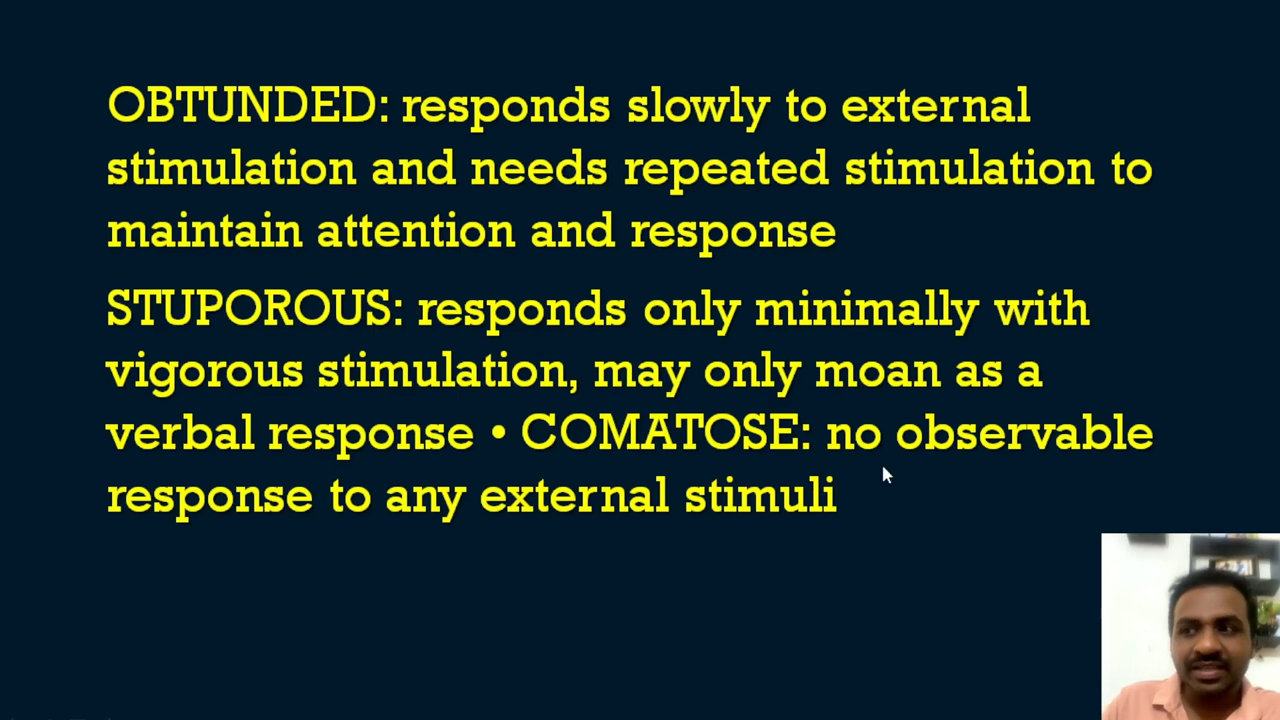 OBTUNDED: responds slowly to external
stimulation and needs repeated stimulation to
maintain attention and response
STUPOROUS: responds only minimally with
vigorous stimulation, may only moan as a
verbal response • COMATOSE: no observable
response to any external stimuli